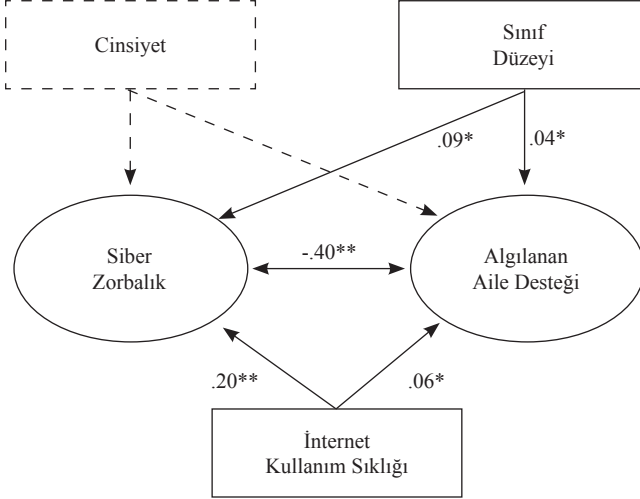 Cinsiyet
Sınıf
Düzeyi
.09*
.04*
Siber
Zorbalık
-.40**
Algılanan
Aile Desteği
.20**
.06*
İnternet
Kullanım Sıklığı